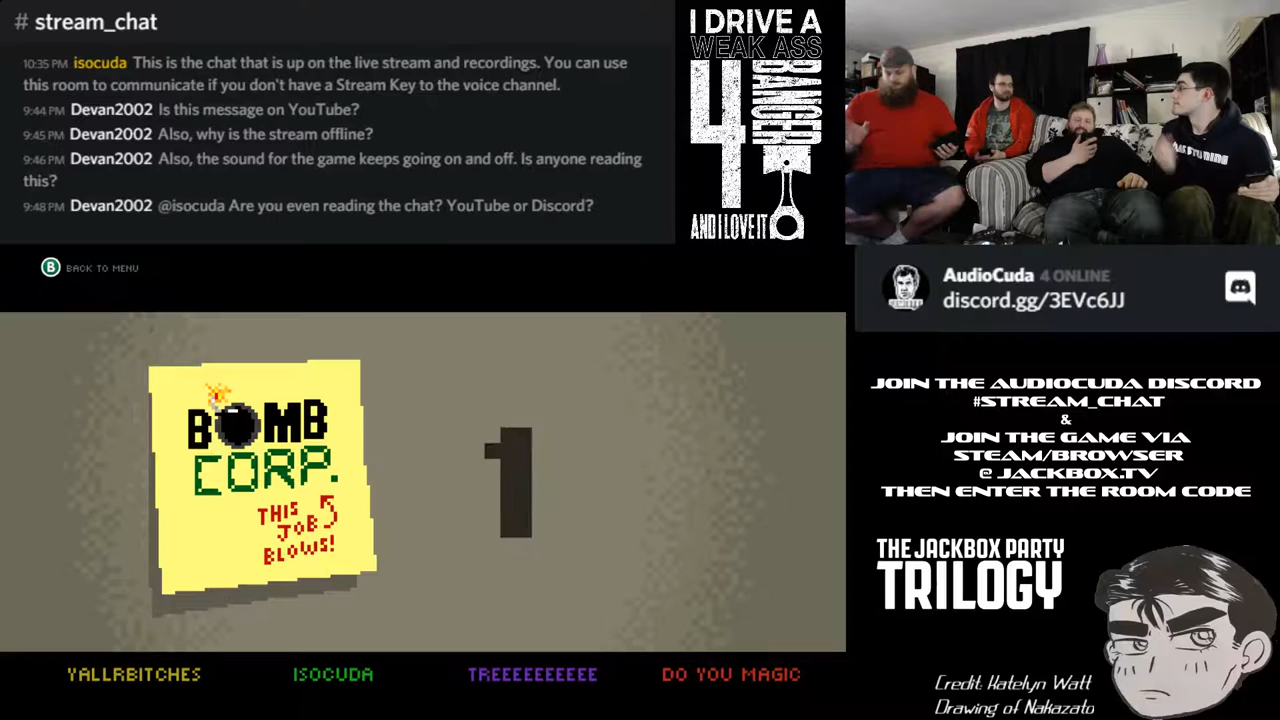 # stream_chat
10:35 PM isocuda This is the chat that is up on the live stream and recordings. You can use
this room to communicate if you don't have a Stream Key to the voice channel.
9:44 PM Devan2002 Is this message on YouTube?
9:45 PM Devan2002 Also, why is the stream offline?
9:46 PM Devan2002 Also, the sound for the game keeps going on and off. Is anyone reading
this?
9:48 PM Devan2002 @isocuda Are you even reading the chat? YouTube or Discord?
I DRIVE A
WEAK ASS
4
BANGER
AND I LOVE IT
B BACK TO MENU
AudioCuda 4 ONLINE
discord.gg/3EVc6JJ
BOMB
CORP.
THIS
JOB
BLOWS!
1
JOIN THE AUDIOCUDA DISCORD
#STREAM_CHAT
&
JOIN THE GAME VIA
STEAM/BROWSER
@ JACKBOX.TV
THEN ENTER THE ROOM CODE
THE JACKBOX PARTY
TRILOGY
YALLRBITCHES
ISOCUDA
TREEEEEEEEEE
DO YOU MAGIC
Credit: Katelyn Watt
Drawing of Nakazato